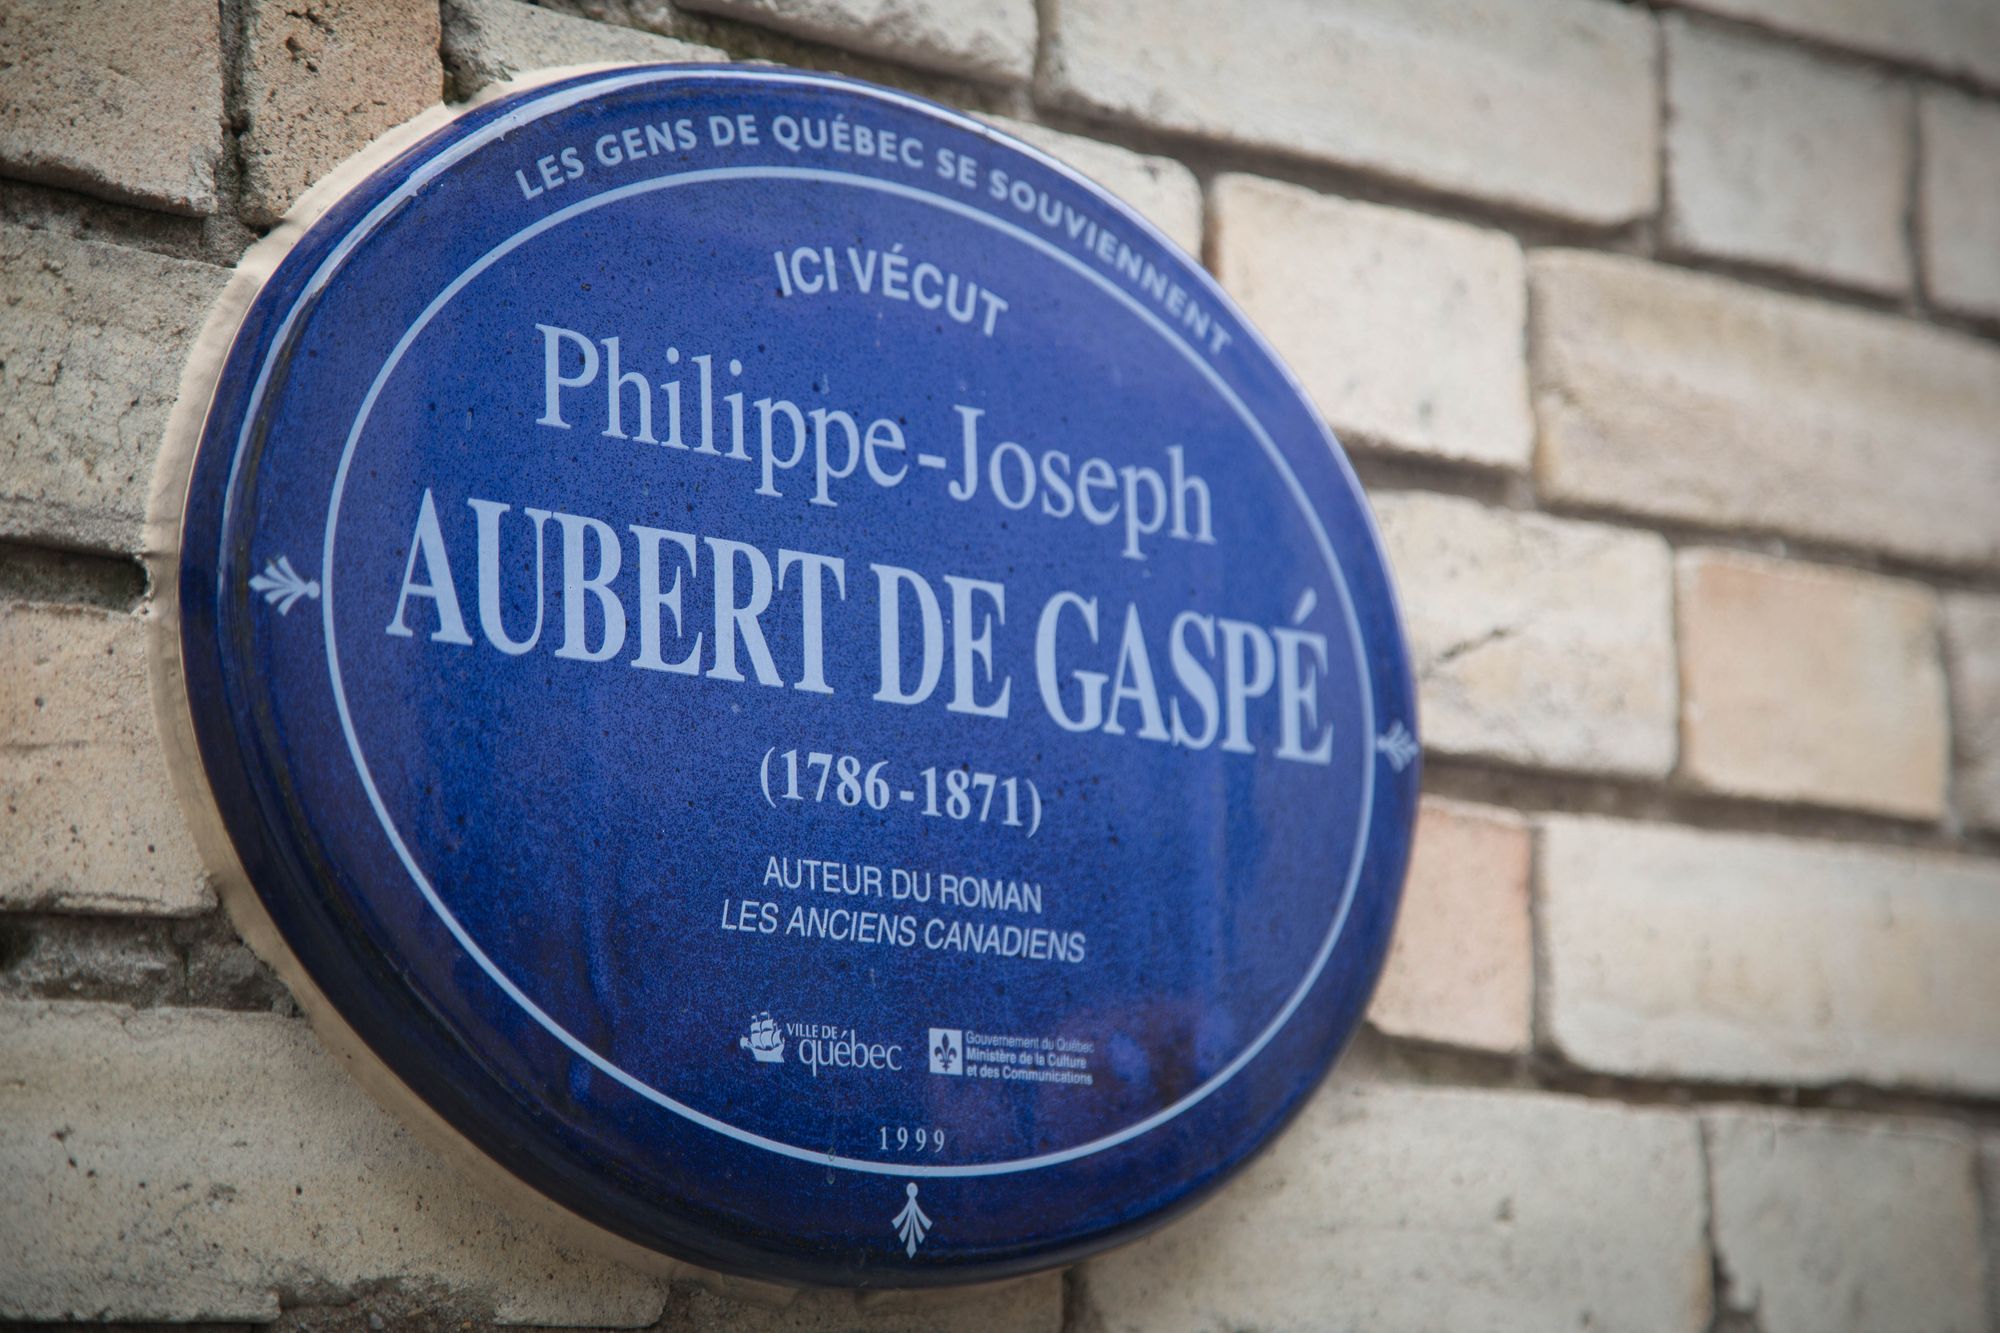 LES GENS DE QUÉBEC SE SOUVIENNENT
ICI VÉCUT
Philippe-Joseph
AUBERT DE GASPÉ
(1786-1871)
AUTEUR DU ROMAN
LES ANCIENS CANADIENS
VILLE DE
québec
Gouvernement du Québec
Ministère de la Culture
et des Communications
1999